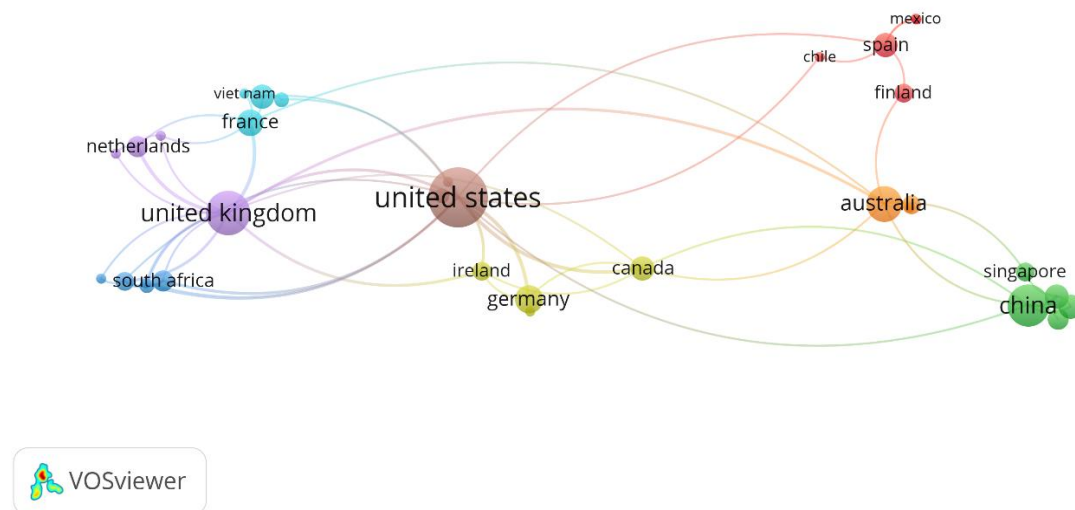 mexico
spain
chile
viet nam
finland
france
netherlands
united states
australia
united kingdom
canada
ireland
singapore
south africa
germany
china
VOSviewer